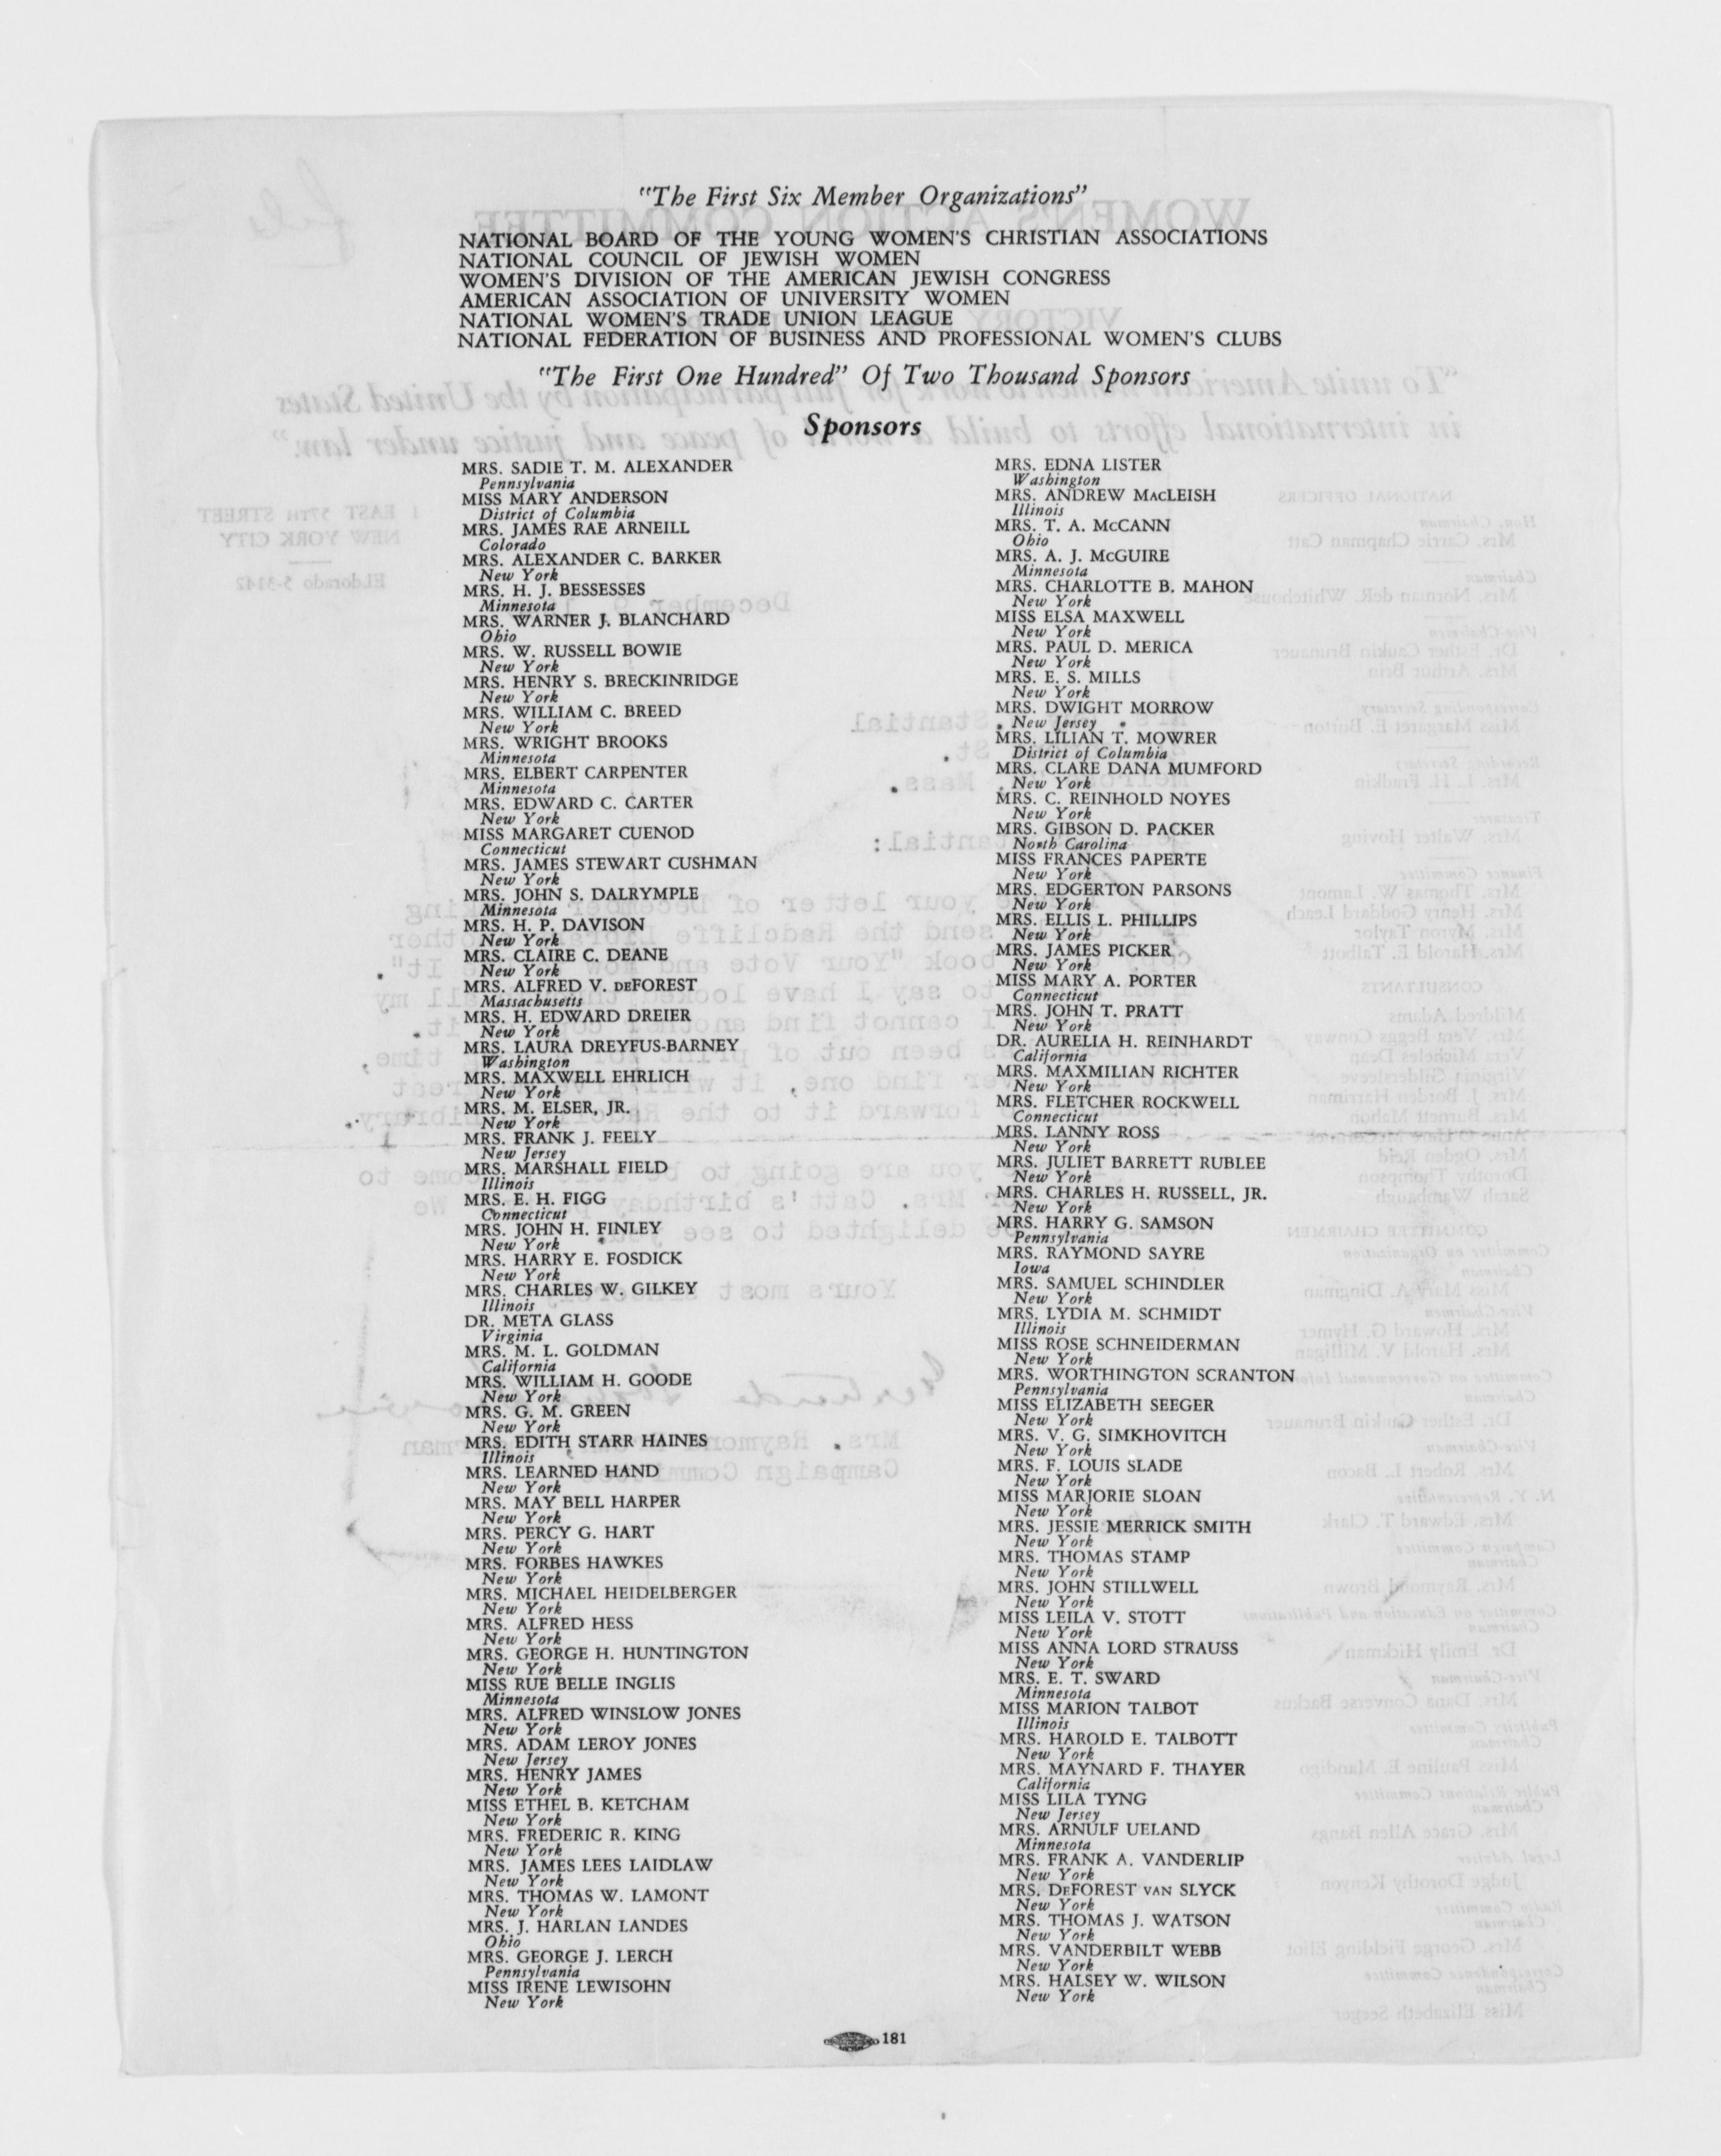 "The First Six Member Organizations"
NATIONAL BOARD OF THE YOUNG WOMEN'S CHRISTIAN ASSOCIATIONS
NATIONAL COUNCIL OF JEWISH WOMEN
WOMEN'S DIVISION OF THE AMERICAN JEWISH CONGRESS
AMERICAN ASSOCIATION OF UNIVERSITY WOMEN
NATIONAL WOMEN'S TRADE UNION LEAGUE
NATIONAL FEDERATION OF BUSINESS AND PROFESSIONAL WOMEN'S CLUBS
"The First One Hundred" Of Two Thousand Sponsors
Sponsors
MRS. SADIE T. M. ALEXANDER
Pennsylvania
MISS MARY ANDERSON
District of Columbia
MRS. JAMES RAE ARNEILL
Colorado
MRS. ALEXANDER C. BARKER
New York
MRS. H. J. BESSESSES
Minnesota
MRS. WARNER J. BLANCHARD
Ohio
MRS. W. RUSSELL BOWIE
New York
MRS. HENRY S. BRECKINRIDGE
New York
MRS. WILLIAM C. BREED
New York
MRS. WRIGHT BROOKS
Minnesota
MRS. ELBERT CARPENTER
Minnesota
MRS. EDWARD C. CARTER
New York
MISS MARGARET CUENOD
Connecticut
MRS. JAMES STEWART CUSHMAN
New York
MRS. JOHN S. DALRYMPLE
Minnesota
MRS. H. P. DAVISON
New York
MRS. CLAIRE C. DEANE
New York
MRS. ALFRED V. DEFOREST
Massachusetts
MRS. H. EDWARD DREIER
New York
MRS. LAURA DREYFUS-BARNEY
Washington
MRS. MAXWELL EHRLICH
New York
MRS. M. ELSER, JR.
New York
MRS. FRANK J. FEELY
New Jersey
MRS. MARSHALL FIELD
Illinois
MRS. E. H. FIGG
Connecticut
MRS. JOHN H. FINLEY
New York
MRS. HARRY E. FOSDICK
New York
MRS. CHARLES W. GILKEY
Illinois
DR. META GLASS
Virginia
MRS. M. L. GOLDMAN
California
MRS. WILLIAM H. GOODE
New York
MRS. G. M. GREEN
New York
MRS. EDITH STARR HAINES
Illinois
MRS. LEARNED HAND
New York
MRS. MAY BELL HARPER
New York
MRS. PERCY G. HART
New York
MRS. FORBES HAWKES
New York
MRS. MICHAEL HEIDELBERGER
New York
MRS. ALFRED HESS
New York
MRS. GEORGE H. HUNTINGTON
New York
MISS RUE BELLE INGLIS
Minnesota
MRS. ALFRED WINSLOW JONES
New York
MRS. ADAM LEROY JONES
New Jersey
MRS. HENRY JAMES
New York
MISS ETHEL B. KETCHAM
New York
MRS. FREDERIC R. KING
New York
MRS. JAMES LEES LAIDLAW
New York
MRS. THOMAS W. LAMONT
New York
MRS. J. HARLAN LANDES
Ohio
MRS. GEORGE J. LERCH
Pennsylvania
MISS IRENE LEWISOHN
New York
MRS. EDNA LISTER
Washington
MRS. ANDREW MACLEISH
Illinois
MRS. T. A. MCCANN
Ohio
MRS. A. J. MCGUIRE
Minnesota
MRS. CHARLOTTE B. MAHON
New York
MISS ELSA MAXWELL
New York
MRS. PAUL D. MERICA
New York
MRS. E. S. MILLS
New York
MRS. DWIGHT MORROW
New Jersey
MRS. LILIAN T. MOWRER
District of Columbia
MRS. CLARE DANA MUMFORD
New York
MRS. C. REINHOLD NOYES
New York
MRS. GIBSON D. PACKER
North Carolina
MISS FRANCES PAPERTE
New York
MRS. EDGERTON PARSONS
New York
MRS. ELLIS L. PHILLIPS
New York
MRS. JAMES PICKER
New York
MISS MARY A. PORTER
Connecticut
MRS. JOHN T. PRATT
New York
DR. AURELIA H. REINHARDT
California
MRS. MAXMILIAN RICHTER
New York
MRS. FLETCHER ROCKWELL
Connecticut
MRS. LANNY ROSS
New York
MRS. JULIET BARRETT RUBLEE
New York
MRS. CHARLES H. RUSSELL, JR.
New York
MRS. HARRY G. SAMSON
Pennsylvania
MRS. RAYMOND SAYRE
Iowa
MRS. SAMUEL SCHINDLER
New York
MRS. LYDIA M. SCHMIDT
Illinois
MISS ROSE SCHNEIDERMAN
New York
MRS. WORTHINGTON SCRANTON
Pennsylvania
MISS ELIZABETH SEEGER
New York
MRS. V. G. SIMKHOVITCH
New York
MRS. F. LOUIS SLADE
New York
MISS MARJORIE SLOAN
New York
MRS. JESSIE MERRICK SMITH
New York
MRS. THOMAS STAMP
New York
MRS. JOHN STILLWELL
New York
MISS LEILA V. STOTT
New York
MISS ANNA LORD STRAUSS
New York
MRS. E. T. SWARD
Minnesota
MISS MARION TALBOT
Illinois
MRS. HAROLD E. TALBOTT
New York
MRS. MAYNARD F. THAYER
California
MISS LILA TYNG
New Jersey
MRS. ARNULF UELAND
Minnesota
MRS. FRANK A. VANDERLIP
New York
MRS. DEFOREST VAN SLYCK
New York
MRS. THOMAS J. WATSON
New York
MRS. VANDERBILT WEBB
New York
MRS. HALSEY W. WILSON
New York
181